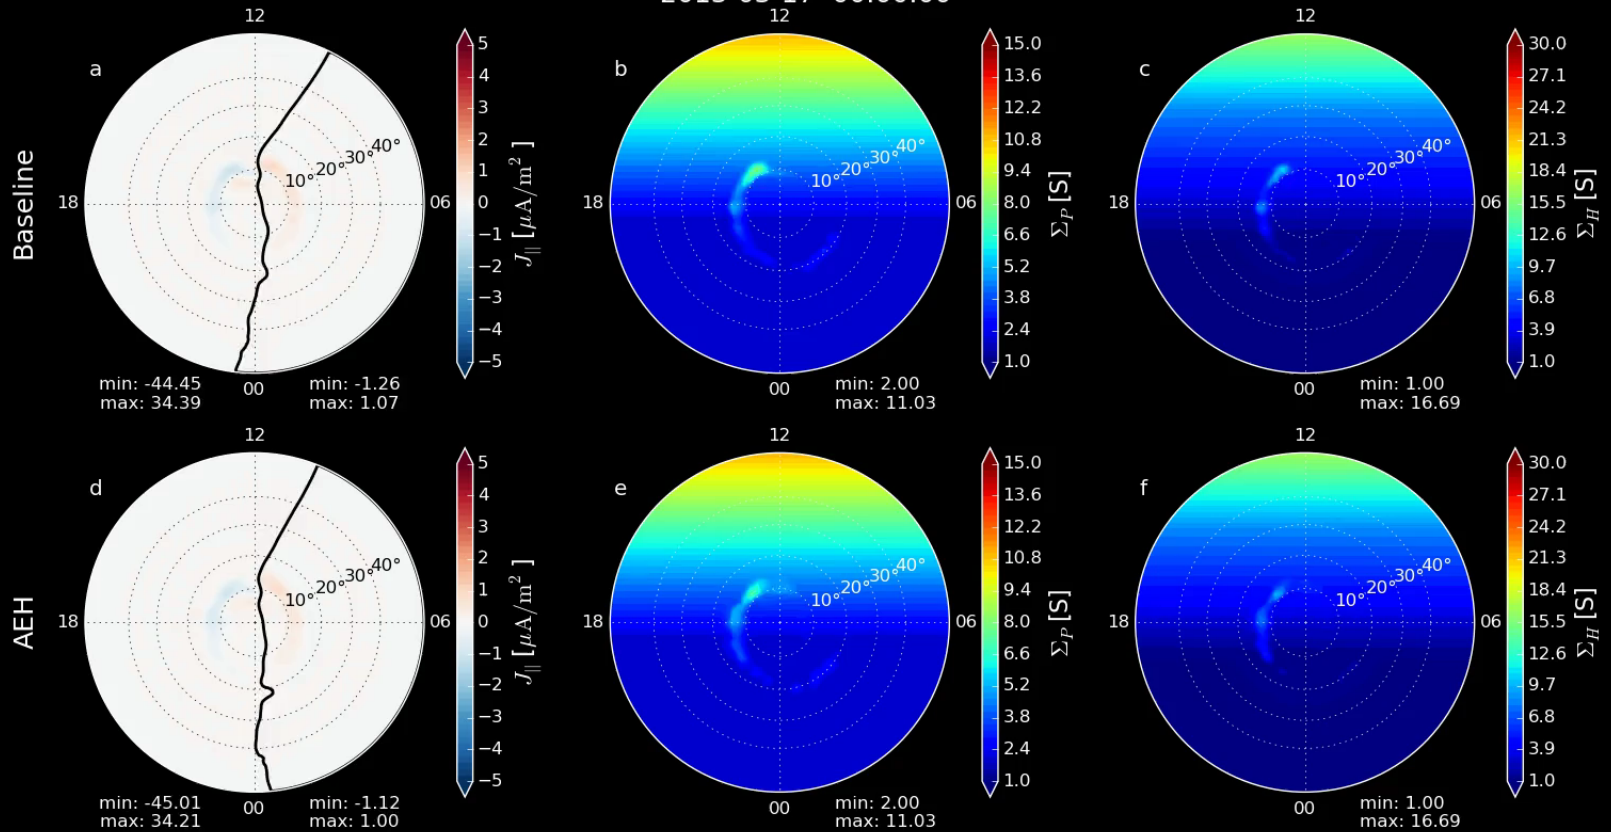 2013-03-17 00:00:00
12 12 12
a b c
5 15.0 30.0
4 13.6 27.1
3 12.2 24.2
2 10.8 21.3
1 9.4 18.4
0 8.0 15.5
−1 6.6 12.6
−2 5.2 9.7
−3 3.8 6.8
−4 2.4 3.9
−5 1.0 1.0
10° 20° 30° 40°
10° 20° 30° 40°
10° 20° 30° 40°
Baseline
18 06 18 06 18 06
J|| [μA/m² ]
Σ_P [S]
Σ_H [S]
00 00 00
min: -44.45 min: -1.26 min: 2.00 min: 1.00
max: 34.39 max: 1.07 max: 11.03 max: 16.69
12 12 12
d e f
5 15.0 30.0
4 13.6 27.1
3 12.2 24.2
2 10.8 21.3
1 9.4 18.4
0 8.0 15.5
−1 6.6 12.6
−2 5.2 9.7
−3 3.8 6.8
−4 2.4 3.9
−5 1.0 1.0
10° 20° 30° 40°
10° 20° 30° 40°
10° 20° 30° 40°
AEH
18 06 18 06 18 06
J|| [μA/m² ]
Σ_P [S]
Σ_H [S]
00 00 00
min: -45.01 min: -1.12 min: 2.00 min: 1.00
max: 34.21 max: 1.00 max: 11.03 max: 16.69